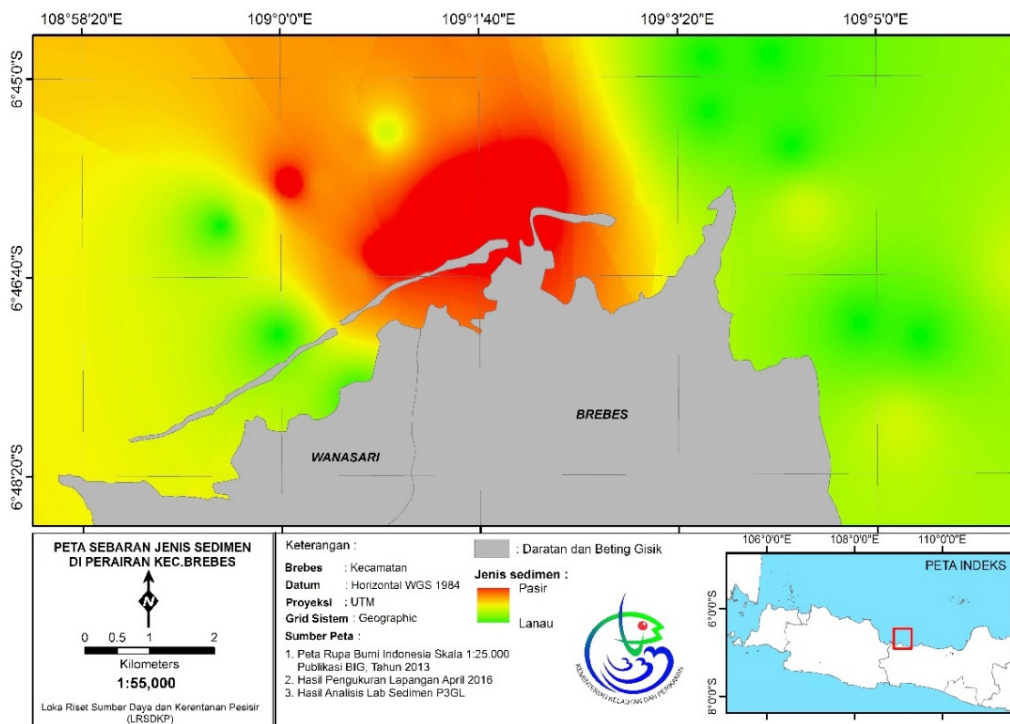 108°58'20"E 109°0'0"E 109°1'40"E 109°3'20"E 109°5'0"E
6°45'0"S
6°46'40"S
6°48'20"S
WANASARI
BREBES
PETA SEBARAN JENIS SEDIMEN
DI PERAIRAN KEC.BREBES
N
0 0.5 1 2
Kilometers
1:55,000
Loka Riset Sumber Daya dan Kerentanan Pesisir
(LRSDKP)
Keterangan :
Brebes : Kecamatan
Datum : Horizontal WGS 1984
Proyeksi : UTM
Grid Sistem : Geographic
Sumber Peta :
1. Peta Rupa Bumi Indonesia Skala 1:25.000
Publikasi BIG, Tahun 2013
2. Hasil Pengukuran Lapangan April 2016
3. Hasil Analisis Lab Sedimen P3GL
: Daratan dan Beting Gisik
Jenis sedimen :
Pasir
Lanau
KEMENTERIAN KELAUTAN DAN PERIKANAN
106°0'0"E 108°0'0"E 110°0'0"E
PETA INDEKS
6°0'0"S
8°0'0"S